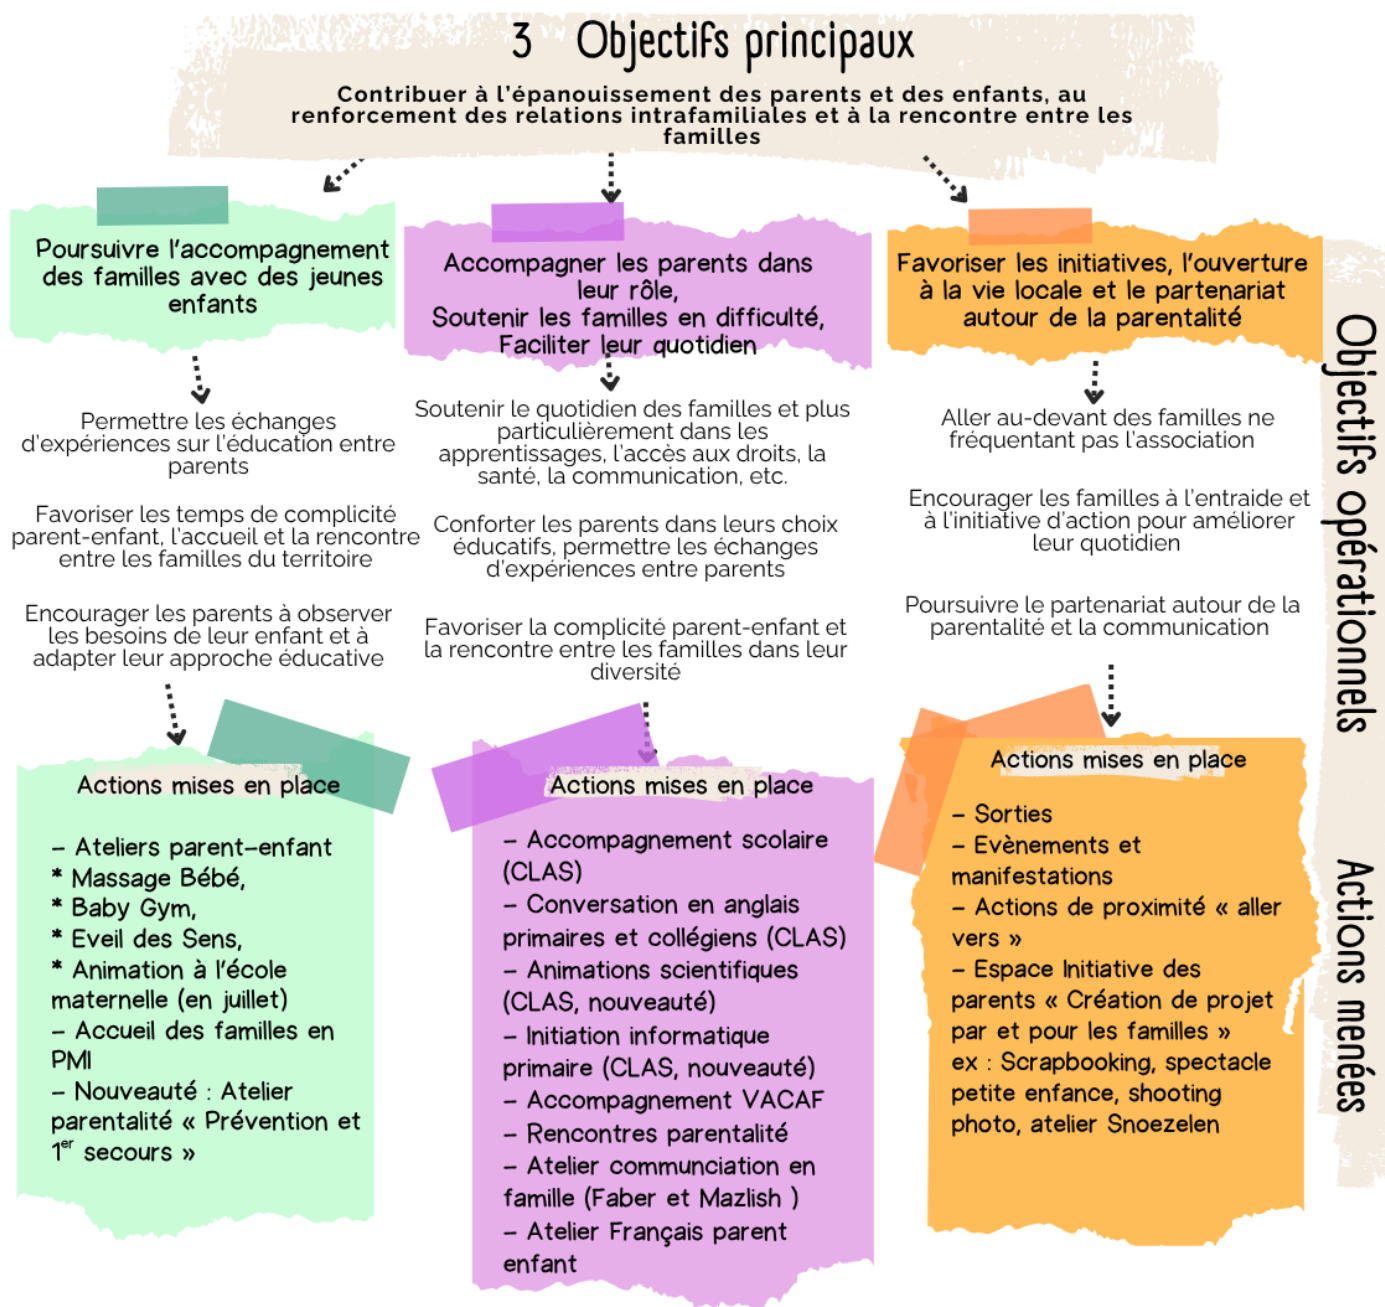 3 Objectifs principaux
Contribuer à l'épanouissement des parents et des enfants, au
renforcement des relations intrafamiliales et à la rencontre entre les
familles
Poursuivre l'accompagnement
des familles avec des jeunes
enfants
Permettre les échanges
d'expériences sur l'éducation entre
parents
Favoriser les temps de complicité
parent-enfant, l'accueil et la rencontre
entre les familles du territoire
Encourager les parents à observer
les besoins de leur enfant et à
adapter leur approche éducative
Actions mises en place
– Ateliers parent-enfant
* Massage Bébé,
* Baby Gym,
* Eveil des Sens,
* Animation à l'école
maternelle (en juillet)
– Accueil des familles en
PMI
– Nouveauté : Atelier
parentalité « Prévention et
1er secours »
Accompagner les parents dans
leur rôle,
Soutenir les familles en difficulté,
Faciliter leur quotidien
Soutenir le quotidien des familles et plus
particulièrement dans les
apprentissages, l'accès aux droits, la
santé, la communication, etc.
Conforter les parents dans leurs choix
éducatifs, permettre les échanges
d'expériences entre parents
Favoriser la complicité parent-enfant et
la rencontre entre les familles dans leur
diversité
Actions mises en place
– Accompagnement scolaire
(CLAS)
– Conversation en anglais
primaires et collégiens (CLAS)
– Animations scientifiques
(CLAS, nouveauté)
– Initiation informatique
primaire (CLAS, nouveauté)
– Accompagnement VACAF
– Rencontres parentalité
– Atelier communciation en
famille (Faber et Mazlish )
– Atelier Français parent
enfant
Favoriser les initiatives, l'ouverture
à la vie locale et le partenariat
autour de la parentalité
Aller au-devant des familles ne
fréquentant pas l'association
Encourager les familles à l'entraide et
à l'initiative d'action pour améliorer
leur quotidien
Poursuivre le partenariat autour de la
parentalité et la communication
Actions mises en place
– Sorties
– Evènements et
manifestations
– Actions de proximité « aller
vers »
– Espace Initiative des
parents « Création de projet
par et pour les familles »
ex : Scrapbooking, spectacle
petite enfance, shooting
photo, atelier Snoezelen
Objectifs opérationnels
Actions menées